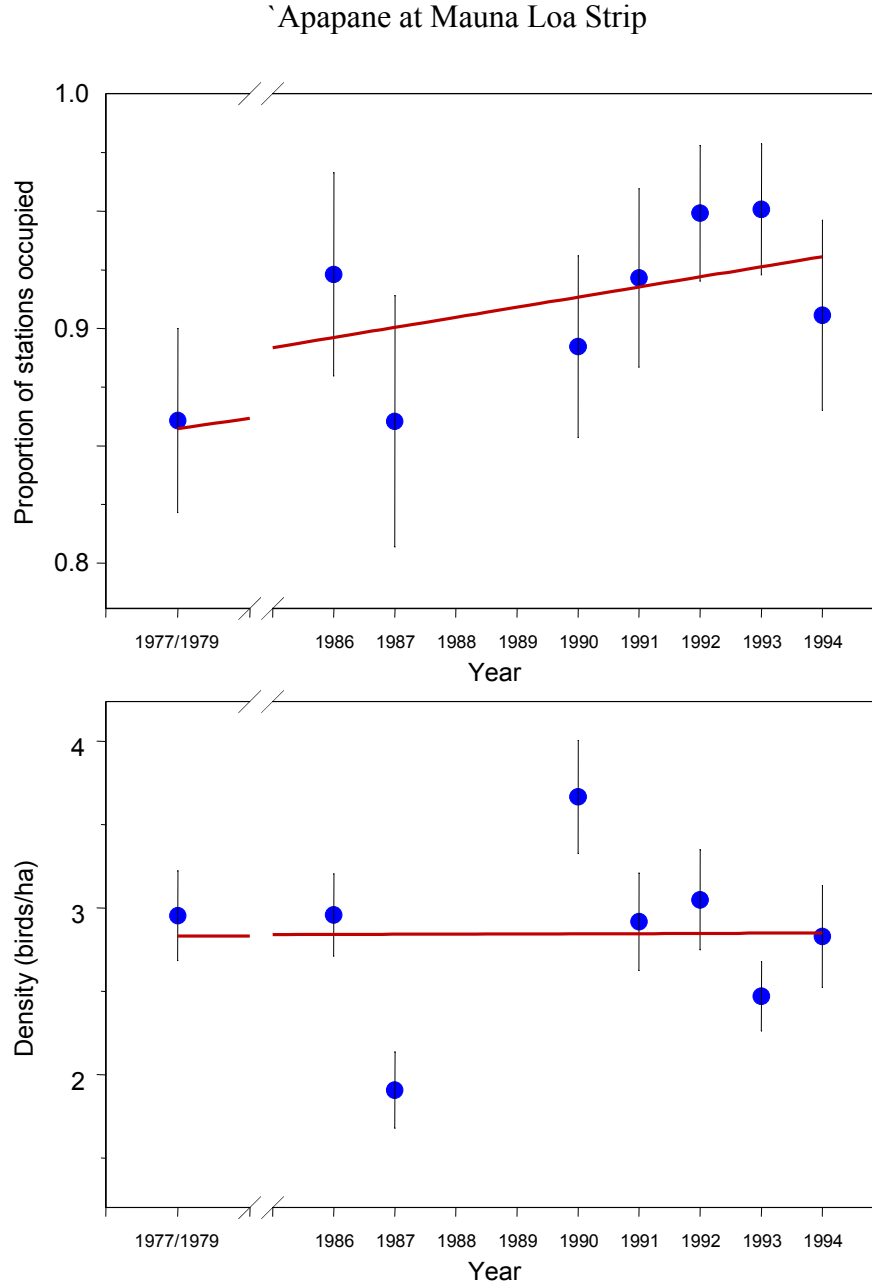 `Apapane at Mauna Loa Strip
1.0
0.9
0.8
Proportion of stations occupied
1977/1979 1986 1987 1988 1989 1990 1991 1992 1993 1994
Year
4
3
2
Density (birds/ha)
1977/1979 1986 1987 1988 1989 1990 1991 1992 1993 1994
Year